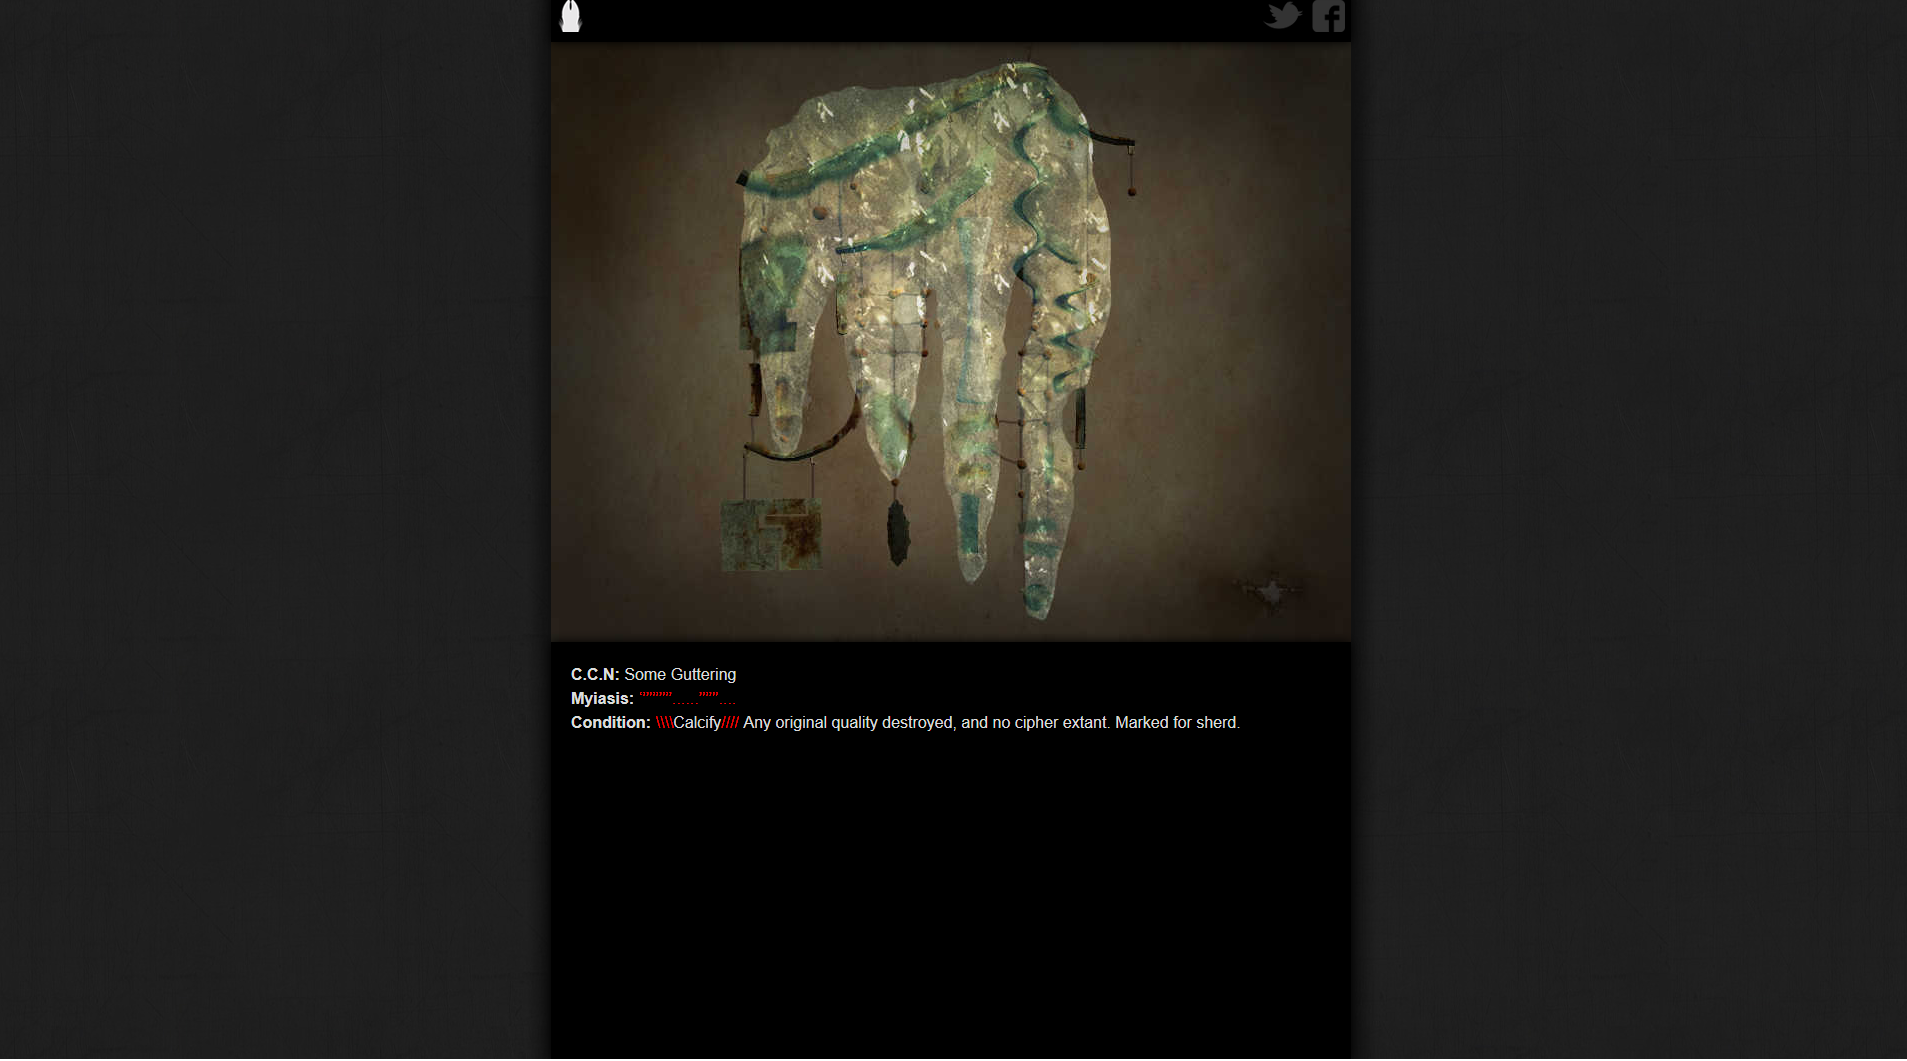 C.C.N: Some Guttering
Myiasis: '""""'......'""'....
Condition: \\\\Calcify//// Any original quality destroyed, and no cipher extant. Marked for sherd.